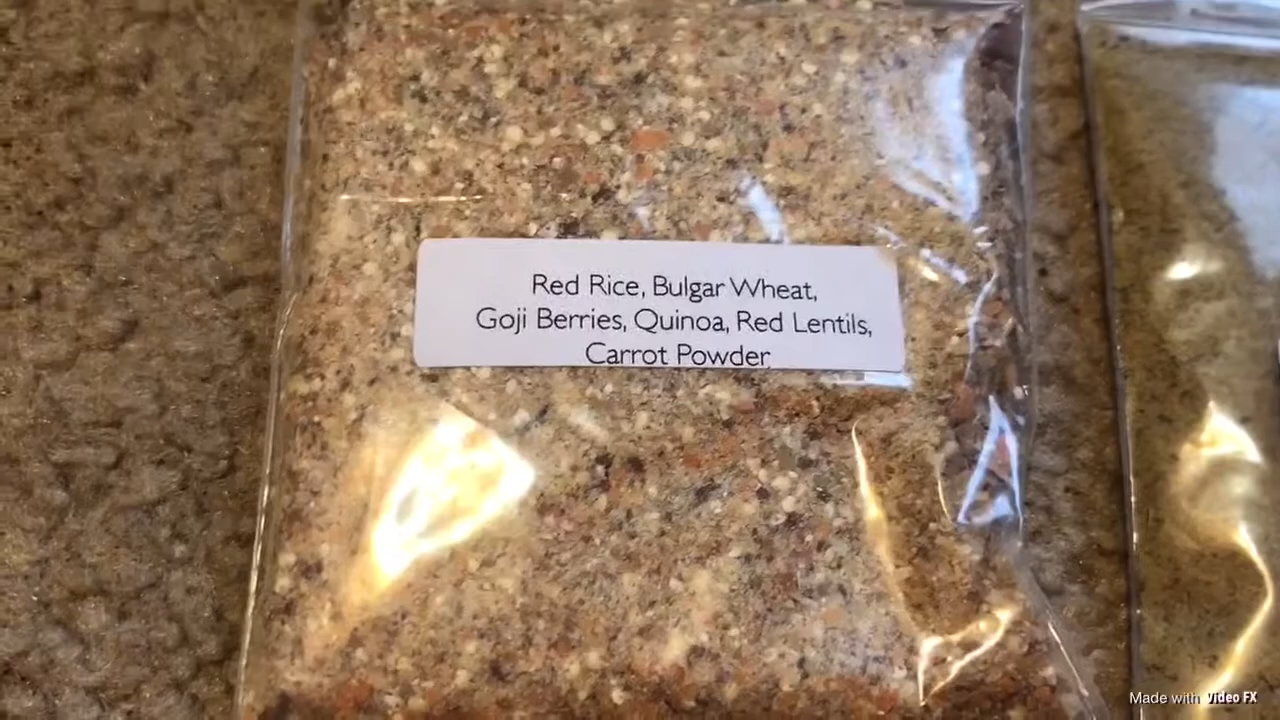 Red Rice, Bulgar Wheat,
Goji Berries, Quinoa, Red Lentils,
Carrot Powder
Made with Video FX